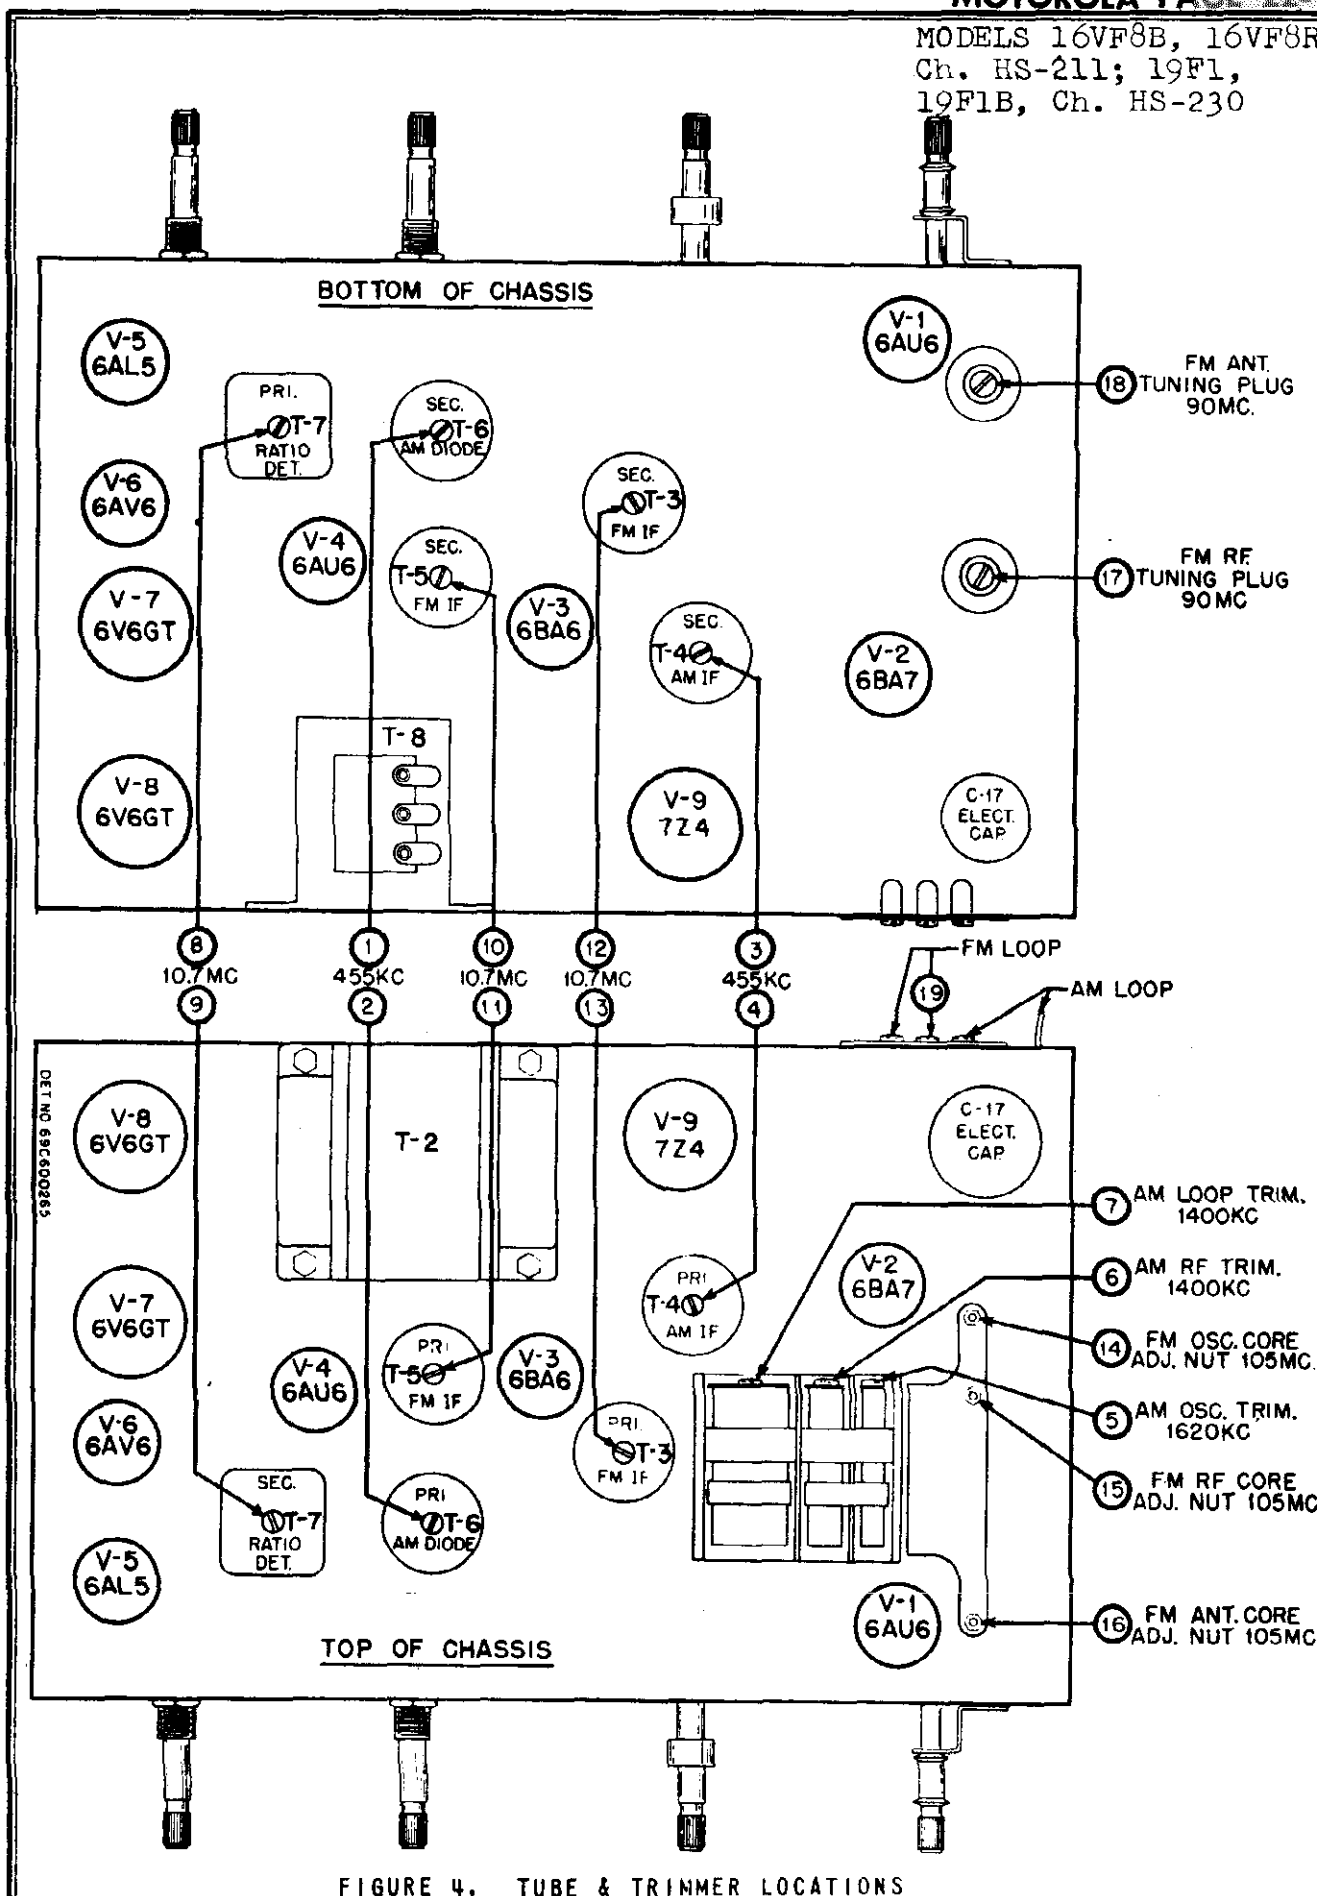 MOTOROLA
MODELS 16VF8B, 16VF8R
Ch. HS-211; 19F1,
19F1B, Ch. HS-230
BOTTOM OF CHASSIS
V-5
6AL5
PRI.
T-7
RATIO
DET.
SEC.
T-6
AM DIODE
V-1
6AU6
18
FM ANT.
TUNING PLUG
90MC.
V-6
6AV6
V-4
6AU6
SEC.
T-5
FM IF
SEC.
T-3
FM IF
17
FM RF.
TUNING PLUG
90MC
V-7
6V6GT
V-3
6BA6
SEC.
T-4
AM IF
V-2
6BA7
V-8
6V6GT
T-8
V-9
7Z4
C-17
ELECT.
CAP.
8
10.7MC
9
1
455KC
2
10
10.7MC
11
12
10.7MC
13
3
455KC
4
FM LOOP
19
AM LOOP
DET NO 69C600265
V-8
6V6GT
T-2
V-9
7Z4
C-17
ELECT.
CAP.
7
AM LOOP TRIM.
1400KC
V-7
6V6GT
PRI
T-4
AM IF
V-2
6BA7
6
AM RF TRIM.
1400KC
14
FM OSC. CORE
ADJ. NUT 105MC.
V-4
6AU6
PRI
T-5
FM IF
V-3
6BA6
5
AM OSC. TRIM.
1620KC
V-6
6AV6
PRI.
T-3
FM IF
15
FM RF CORE
ADJ. NUT 105MC
SEC.
T-7
RATIO
DET.
PRI
T-6
AM DIODE
V-5
6AL5
V-1
6AU6
16
FM ANT. CORE
ADJ. NUT 105MC
TOP OF CHASSIS
FIGURE 4. TUBE & TRIMMER LOCATIONS